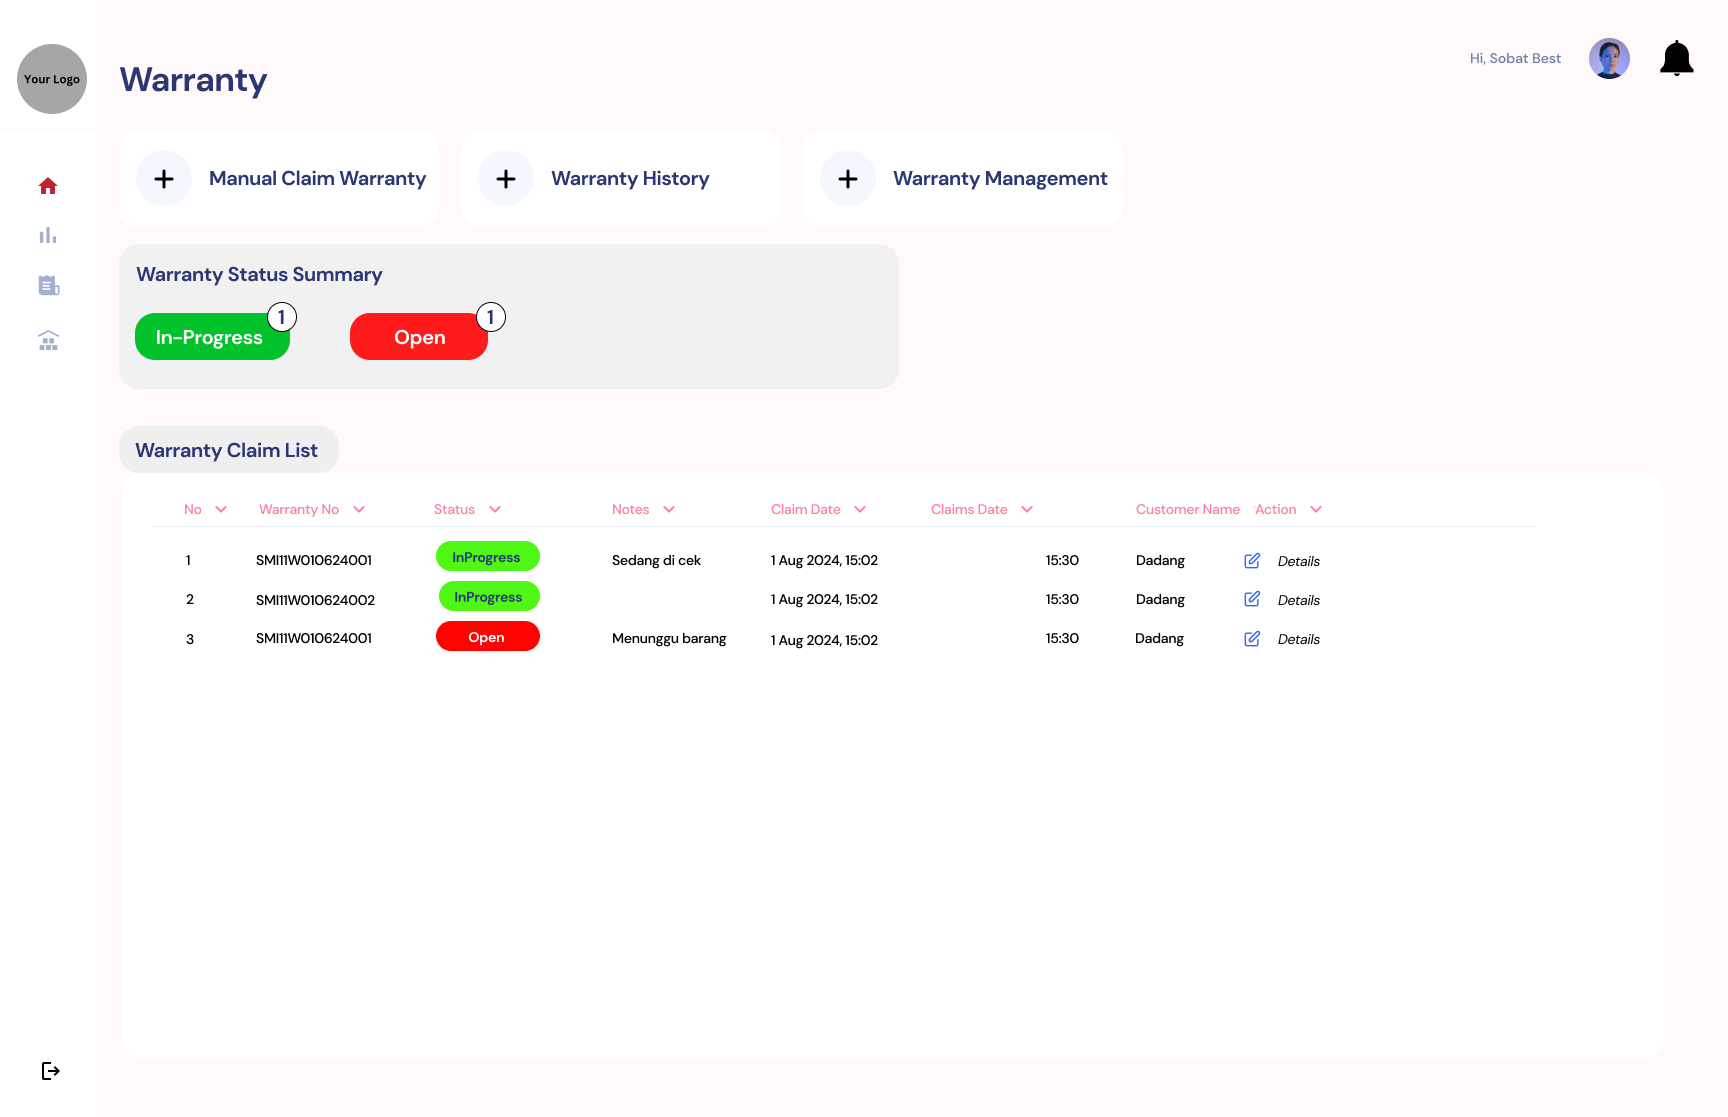 Your Logo
Hi, Sobat Best
Warranty
Manual Claim Warranty
Warranty History
Warranty Management
Warranty Status Summary
In-Progress 1
Open 1
Warranty Claim List
No Warranty No Status Notes Claim Date Claims Date Customer Name Action
1 SMI11W010624001 InProgress Sedang di cek 1 Aug 2024, 15:02 15:30 Dadang Details
2 SMI11W010624002 InProgress 1 Aug 2024, 15:02 15:30 Dadang Details
3 SMI11W010624001 Open Menunggu barang 1 Aug 2024, 15:02 15:30 Dadang Details